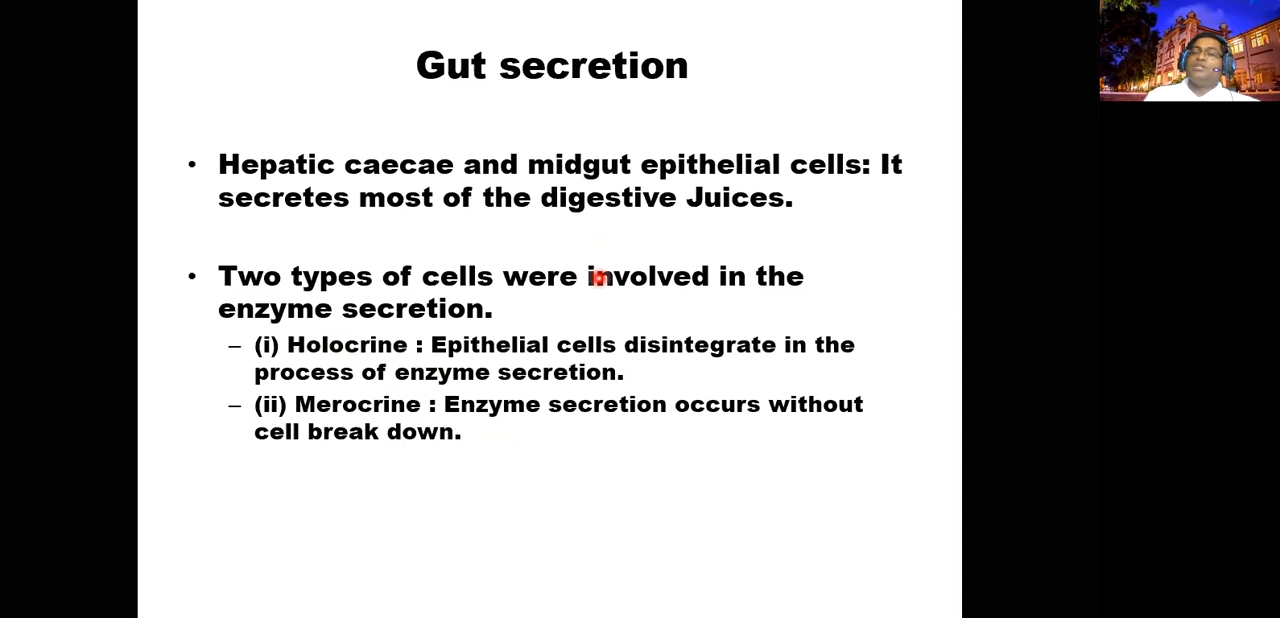 Gut secretion
• Hepatic caecae and midgut epithelial cells: It
secretes most of the digestive Juices.
• Two types of cells were involved in the
enzyme secretion.
– (i) Holocrine : Epithelial cells disintegrate in the
process of enzyme secretion.
– (ii) Merocrine : Enzyme secretion occurs without
cell break down.